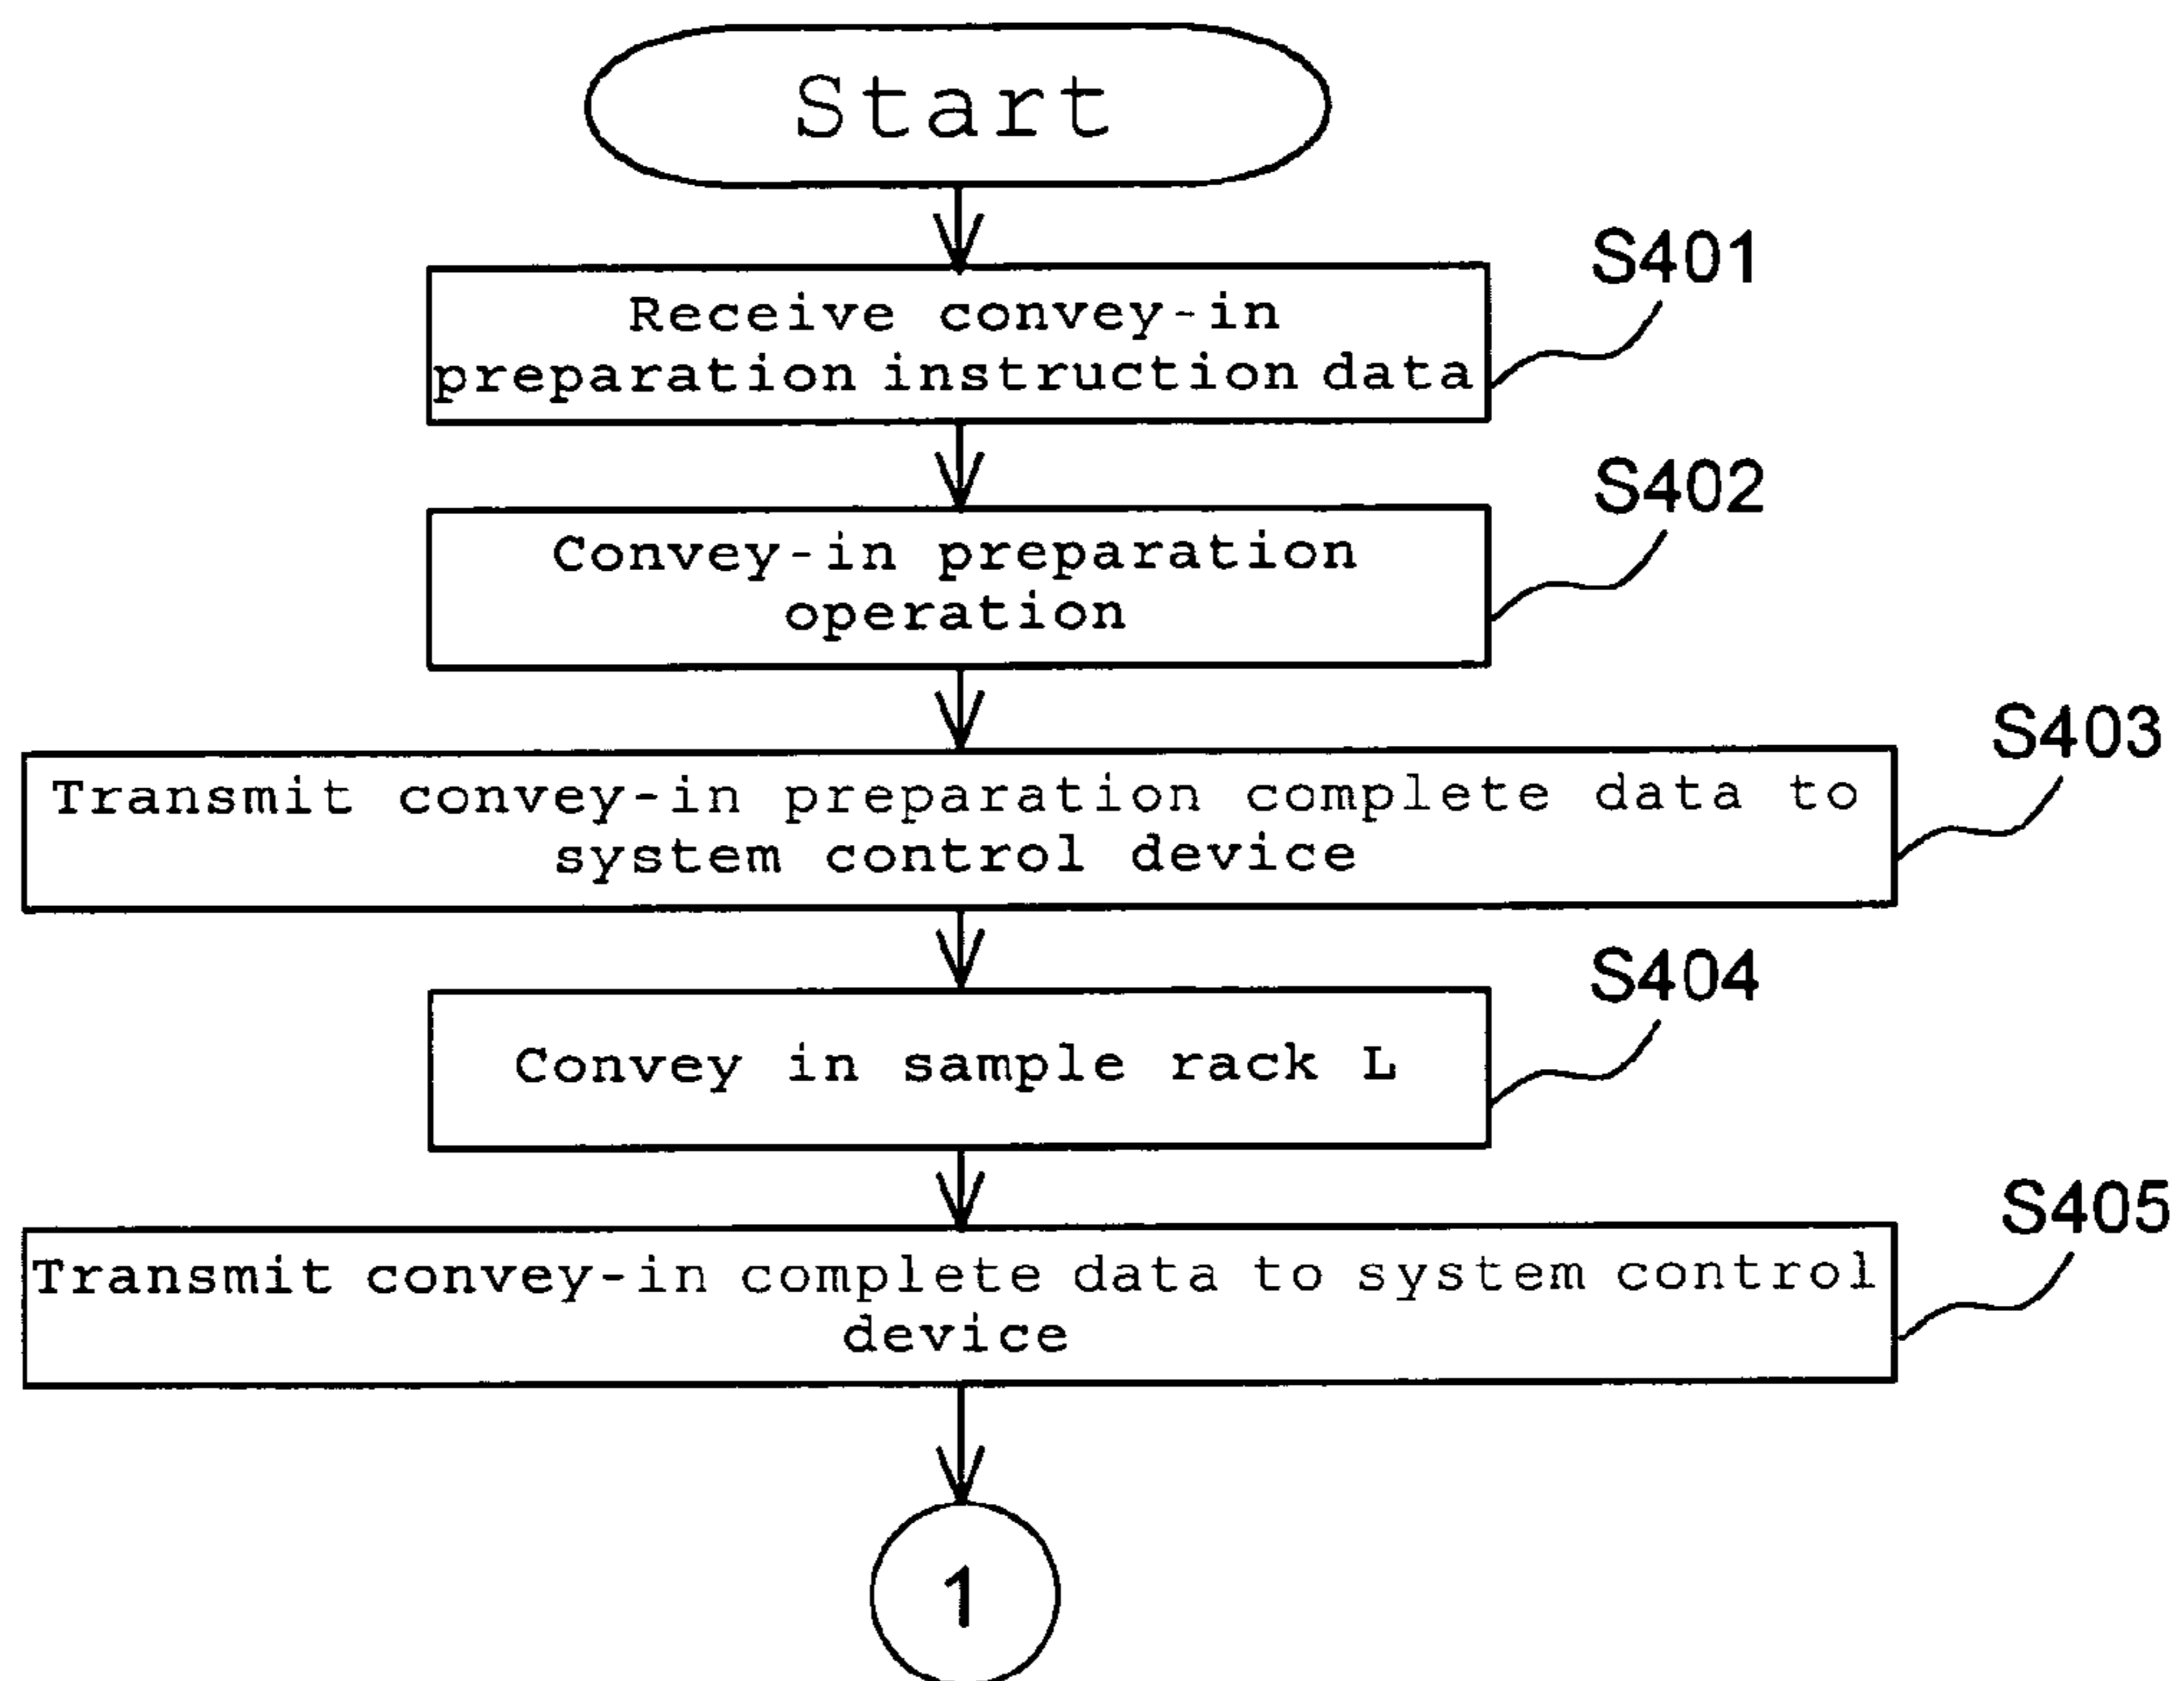 Start
S401
Receive convey-in
preparation instruction data
S402
Convey-in preparation
operation
S403
Transmit convey-in preparation complete data to
system control device
S404
Convey in sample rack L
S405
Transmit convey-in complete data to system control
device
1